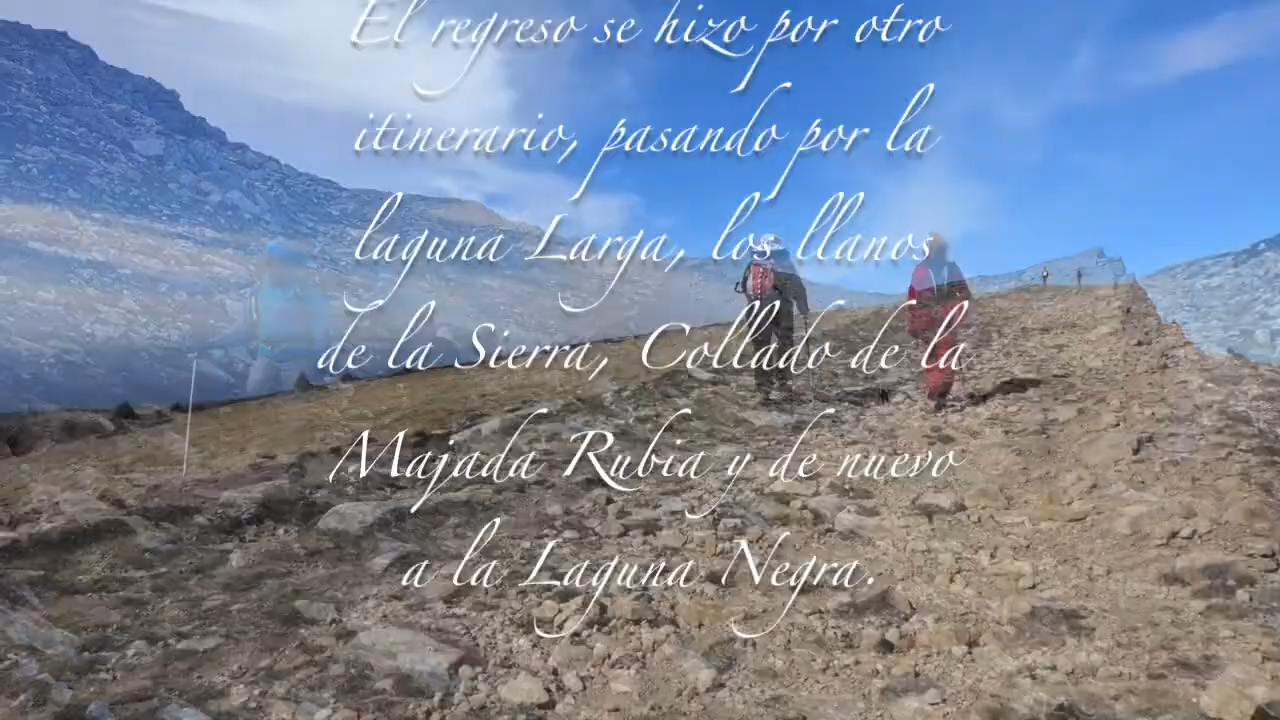 El regreso se hizo por otro
itinerario, pasando por la
laguna Larga, los llanos
de la Sierra, Collado de la
Majada Rubia y de nuevo
a la Laguna Negra.